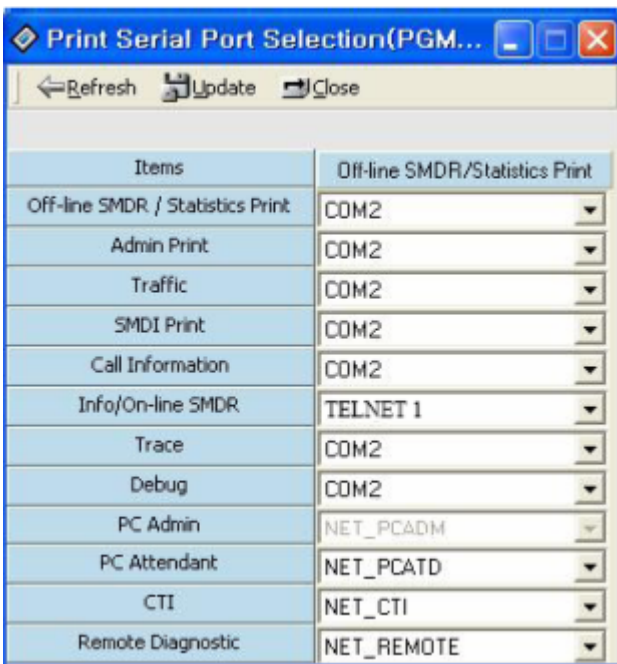 Print Serial Port Selection(PGM...
Refresh Update Close
Items Off-line SMDR/Statistics Print
Off-line SMDR / Statistics Print COM2
Admin Print COM2
Traffic COM2
SMDI Print COM2
Call Information COM2
Info/On-line SMDR TELNET 1
Trace COM2
Debug COM2
PC Admin NET_PCADM
PC Attendant NET_PCATD
CTI NET_CTI
Remote Diagnostic NET_REMOTE